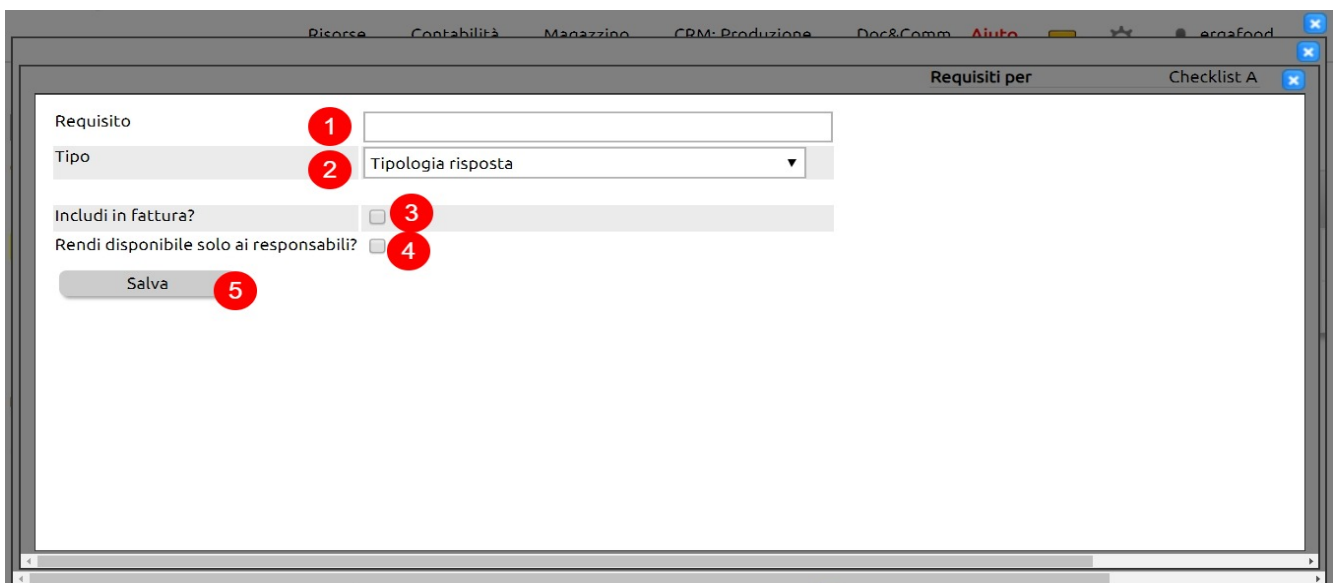 Risorse Contabilità Magazzino CRM: Produzione Doc&Comm Aiuto ergafood
Requisiti per Checklist A
Requisito 1
Tipo 2 Tipologia risposta
Includi in fattura? 3
Rendi disponibile solo ai responsabili? 4
Salva 5